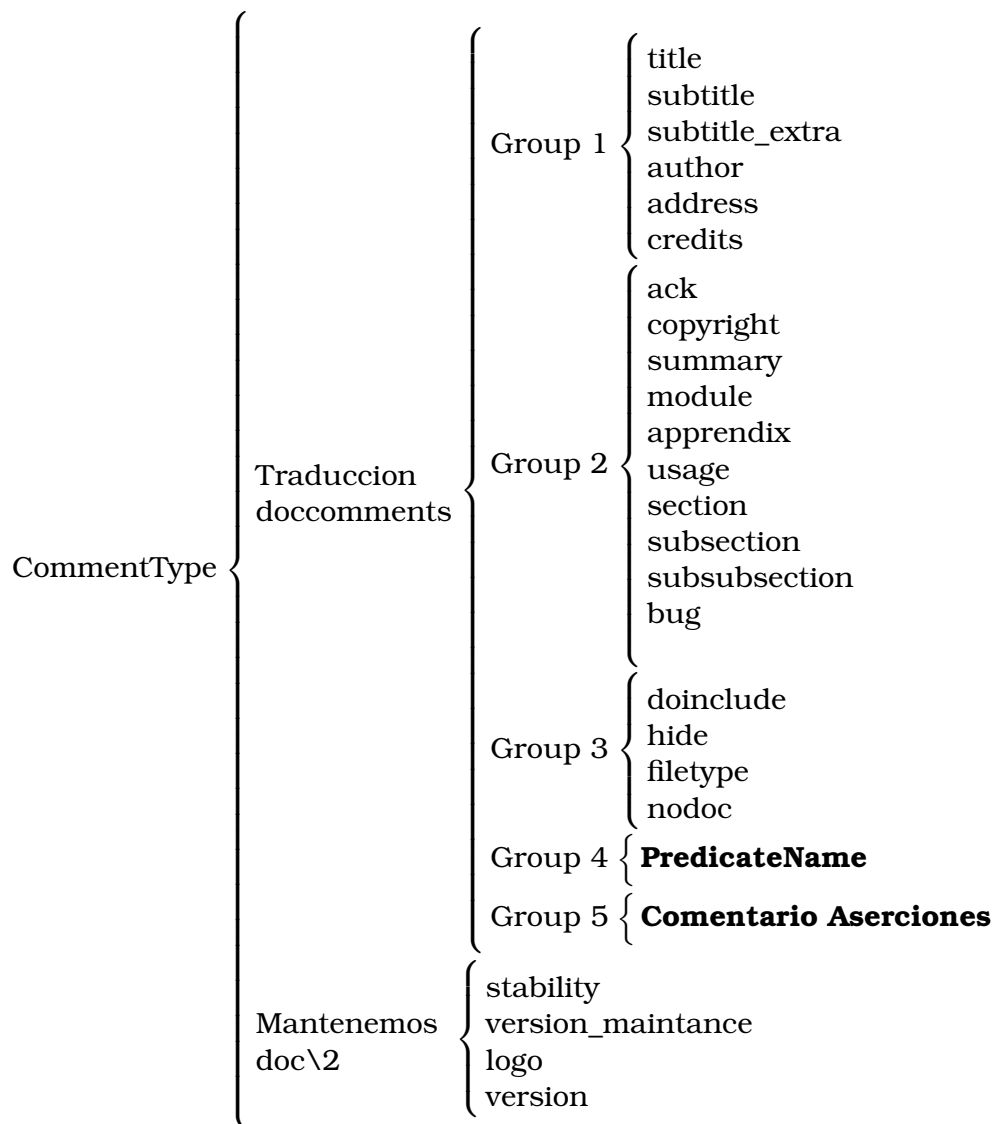 CommentType
Traduccion
doccomments
Group 1
title
subtitle
subtitle_extra
author
address
credits
Group 2
ack
copyright
summary
module
apprendix
usage
section
subsection
subsubsection
bug
Group 3
doinclude
hide
filetype
nodoc
Group 4
PredicateName
Group 5
Comentario Aserciones
Mantenemos
doc\2
stability
version_maintance
logo
version